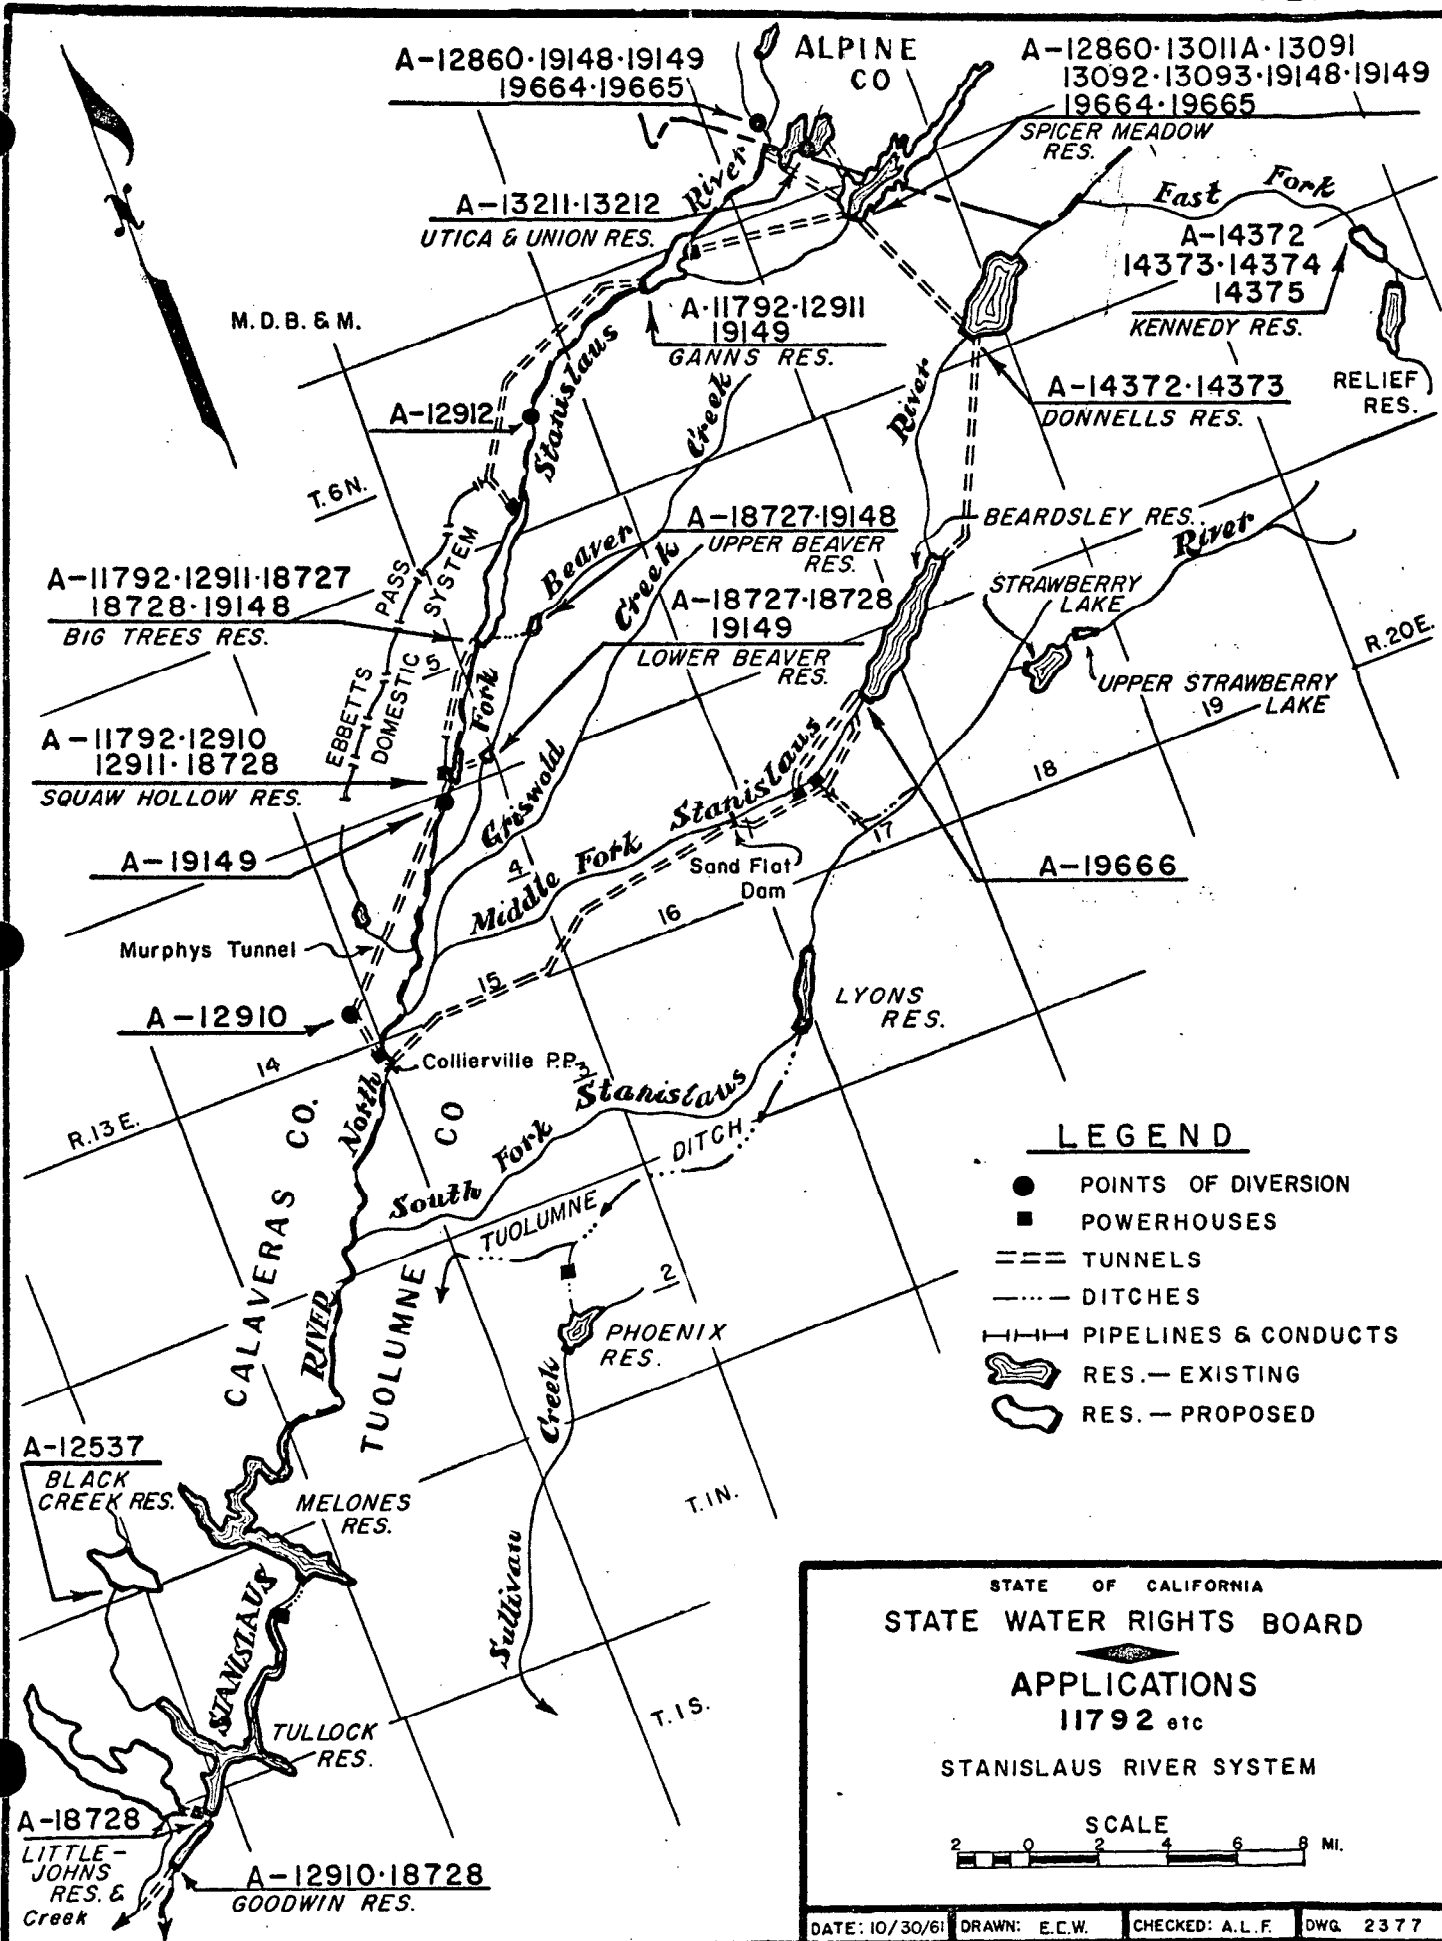 A-12860·19148·19149
19664·19665
ALPINE
CO
A-12860·13011A·13091
13092·13093·19148·19149
19664·19665
SPICER MEADOW
RES.
N
River
East Fork
A-13211·13212
UTICA & UNION RES.
A-14372
14373·14374
14375
KENNEDY RES.
M.D.B. & M.
A-11792·12911
19149
GANNS RES.
Stanislaus
Creek
River
A-14372·14373
DONNELLS RES.
RELIEF
RES.
A-12912
T.6N.
A-18727·19148
UPPER BEAVER
RES.
BEARDSLEY RES.
River
Beaver
Creek
EBBETTS PASS
DOMESTIC SYSTEM
A-11792·12911·18727
18728·19148
BIG TREES RES.
5
A-18727·18728
19149
LOWER BEAVER
RES.
STRAWBERRY
LAKE
R.20E.
UPPER STRAWBERRY
LAKE
19
Fork
A-11792·12910
12911·18728
SQUAW HOLLOW RES.
Griswold
18
17
A-19149
4
Middle Fork Stanislaus
Sand Flat
Dam
A-19666
16
Murphys Tunnel
15
LYONS
RES.
A-12910
14
Collierville P.P.
R.13E.
North
South Fork Stanislaus
DITCH
TUOLUMNE
CALAVERAS CO.
TUOLUMNE CO
RIVER
2
PHOENIX
RES.
Creek
LEGEND
POINTS OF DIVERSION
POWERHOUSES
TUNNELS
DITCHES
PIPELINES & CONDUCTS
RES.— EXISTING
RES.— PROPOSED
A-12537
BLACK
CREEK RES.
MELONES
RES.
T.1N.
Sullivan
STANISLAUS
TULLOCK
RES.
T.1S.
A-18728
LITTLE-
JOHNS
RES. &
Creek
A-12910·18728
GOODWIN RES.
STATE OF CALIFORNIA
STATE WATER RIGHTS BOARD
APPLICATIONS
11792 etc
STANISLAUS RIVER SYSTEM
SCALE
2 0 2 4 6 8 MI.
DATE: 10/30/61 DRAWN: E.C.W. CHECKED: A.L.F. DWG. 2377